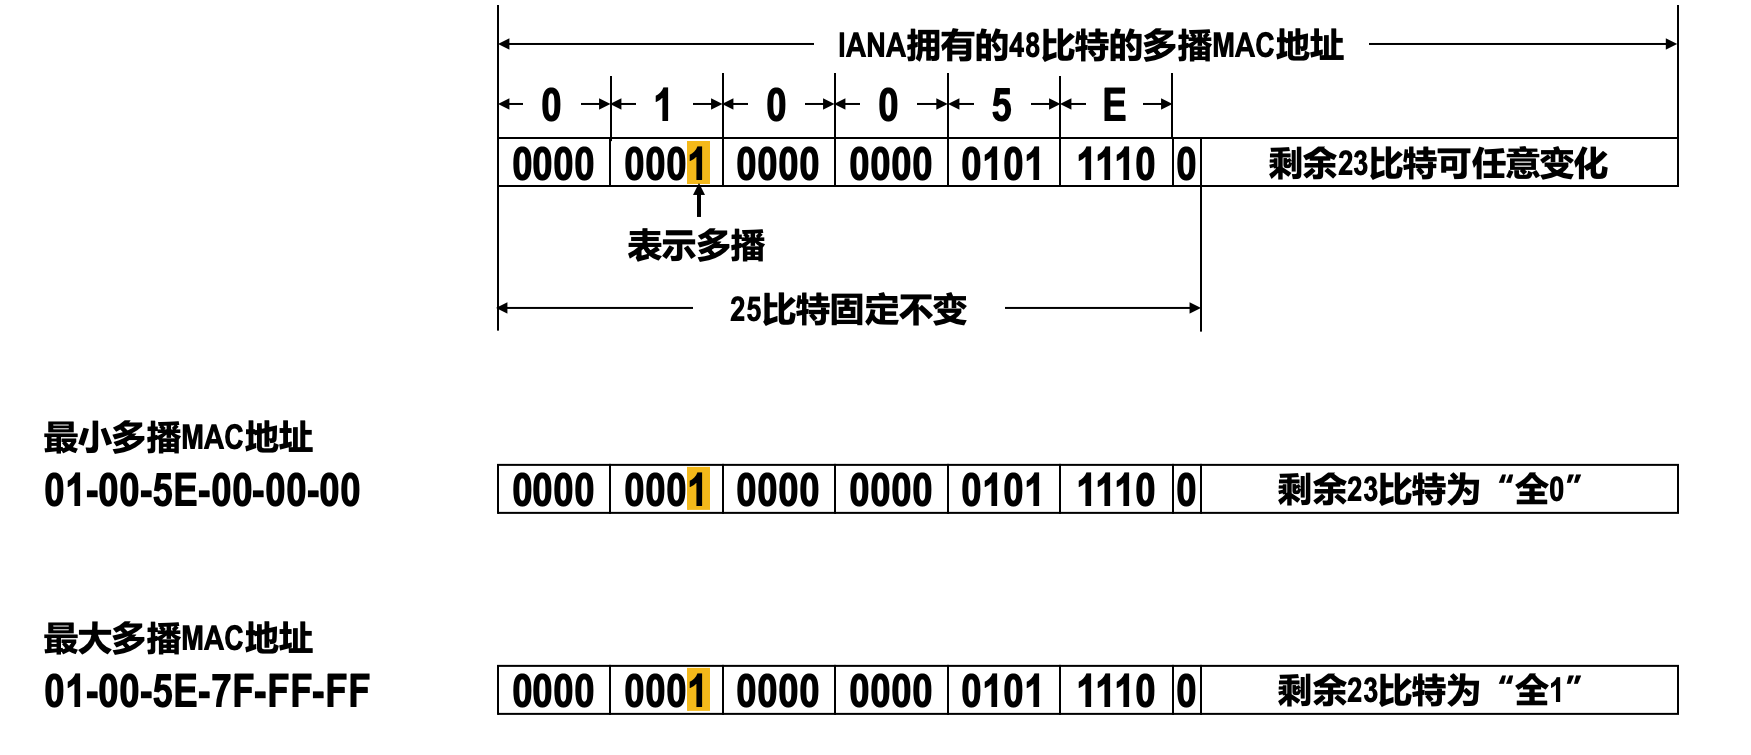 IANA拥有的48比特的多播MAC地址
0 1 0 0 5 E
0000 0001 0000 0000 0101 1110 0 剩余23比特可任意变化
表示多播
25比特固定不变
最小多播MAC地址
01-00-5E-00-00-00
0000 0001 0000 0000 0101 1110 0 剩余23比特为“全0”
最大多播MAC地址
01-00-5E-7F-FF-FF
0000 0001 0000 0000 0101 1110 0 剩余23比特为“全1”